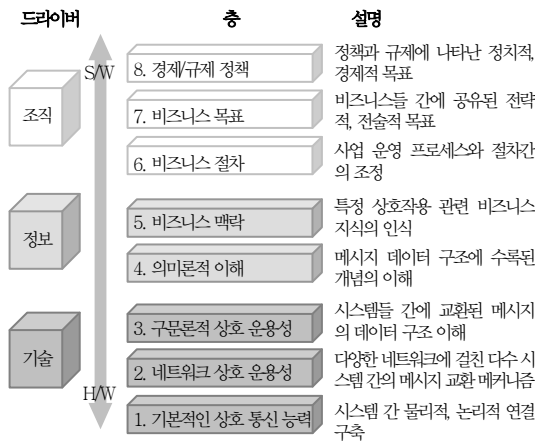 드라이버 층 설명
S/W
조직
8. 경제/규제 정책
정책과 규제에 나타난 정치적,
경제적 목표
7. 비즈니스 목표
비즈니스들 간에 공유된 전략
적, 전술적 목표
6. 비즈니스 절차
사업 운영 프로세스와 절차간
의 조정
정보
5. 비즈니스 맥락
특정 상호작용 관련 비즈니스
지식의 인식
4. 의미론적 이해
메시지 데이터 구조에 수록된
개념의 이해
기술
3. 구문론적 상호 운용성
시스템들 간에 교환된 메시지
의 데이터 구조 이해
2. 네트워크 상호 운용성
다양한 네트워크에 걸친 다수 시
스템 간의 메시지 교환 메커니즘
H/W
1. 기본적인 상호 통신 능력
시스템 간 물리적, 논리적 연결
구축